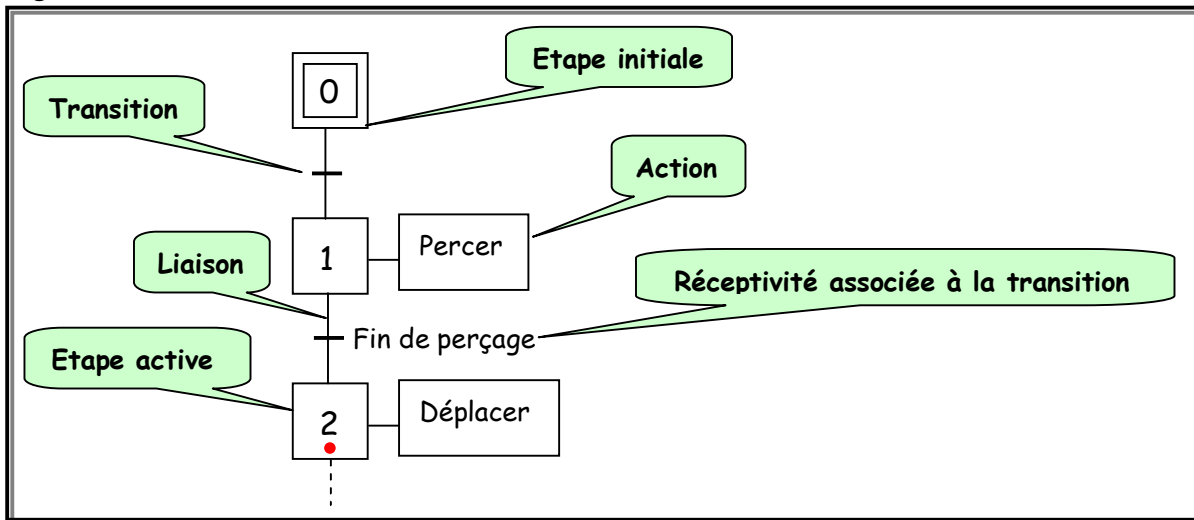 Etape initiale
0
Transition
Action
1
Percer
Liaison
Réceptivité associée à la transition
Fin de perçage
Etape active
2
Déplacer